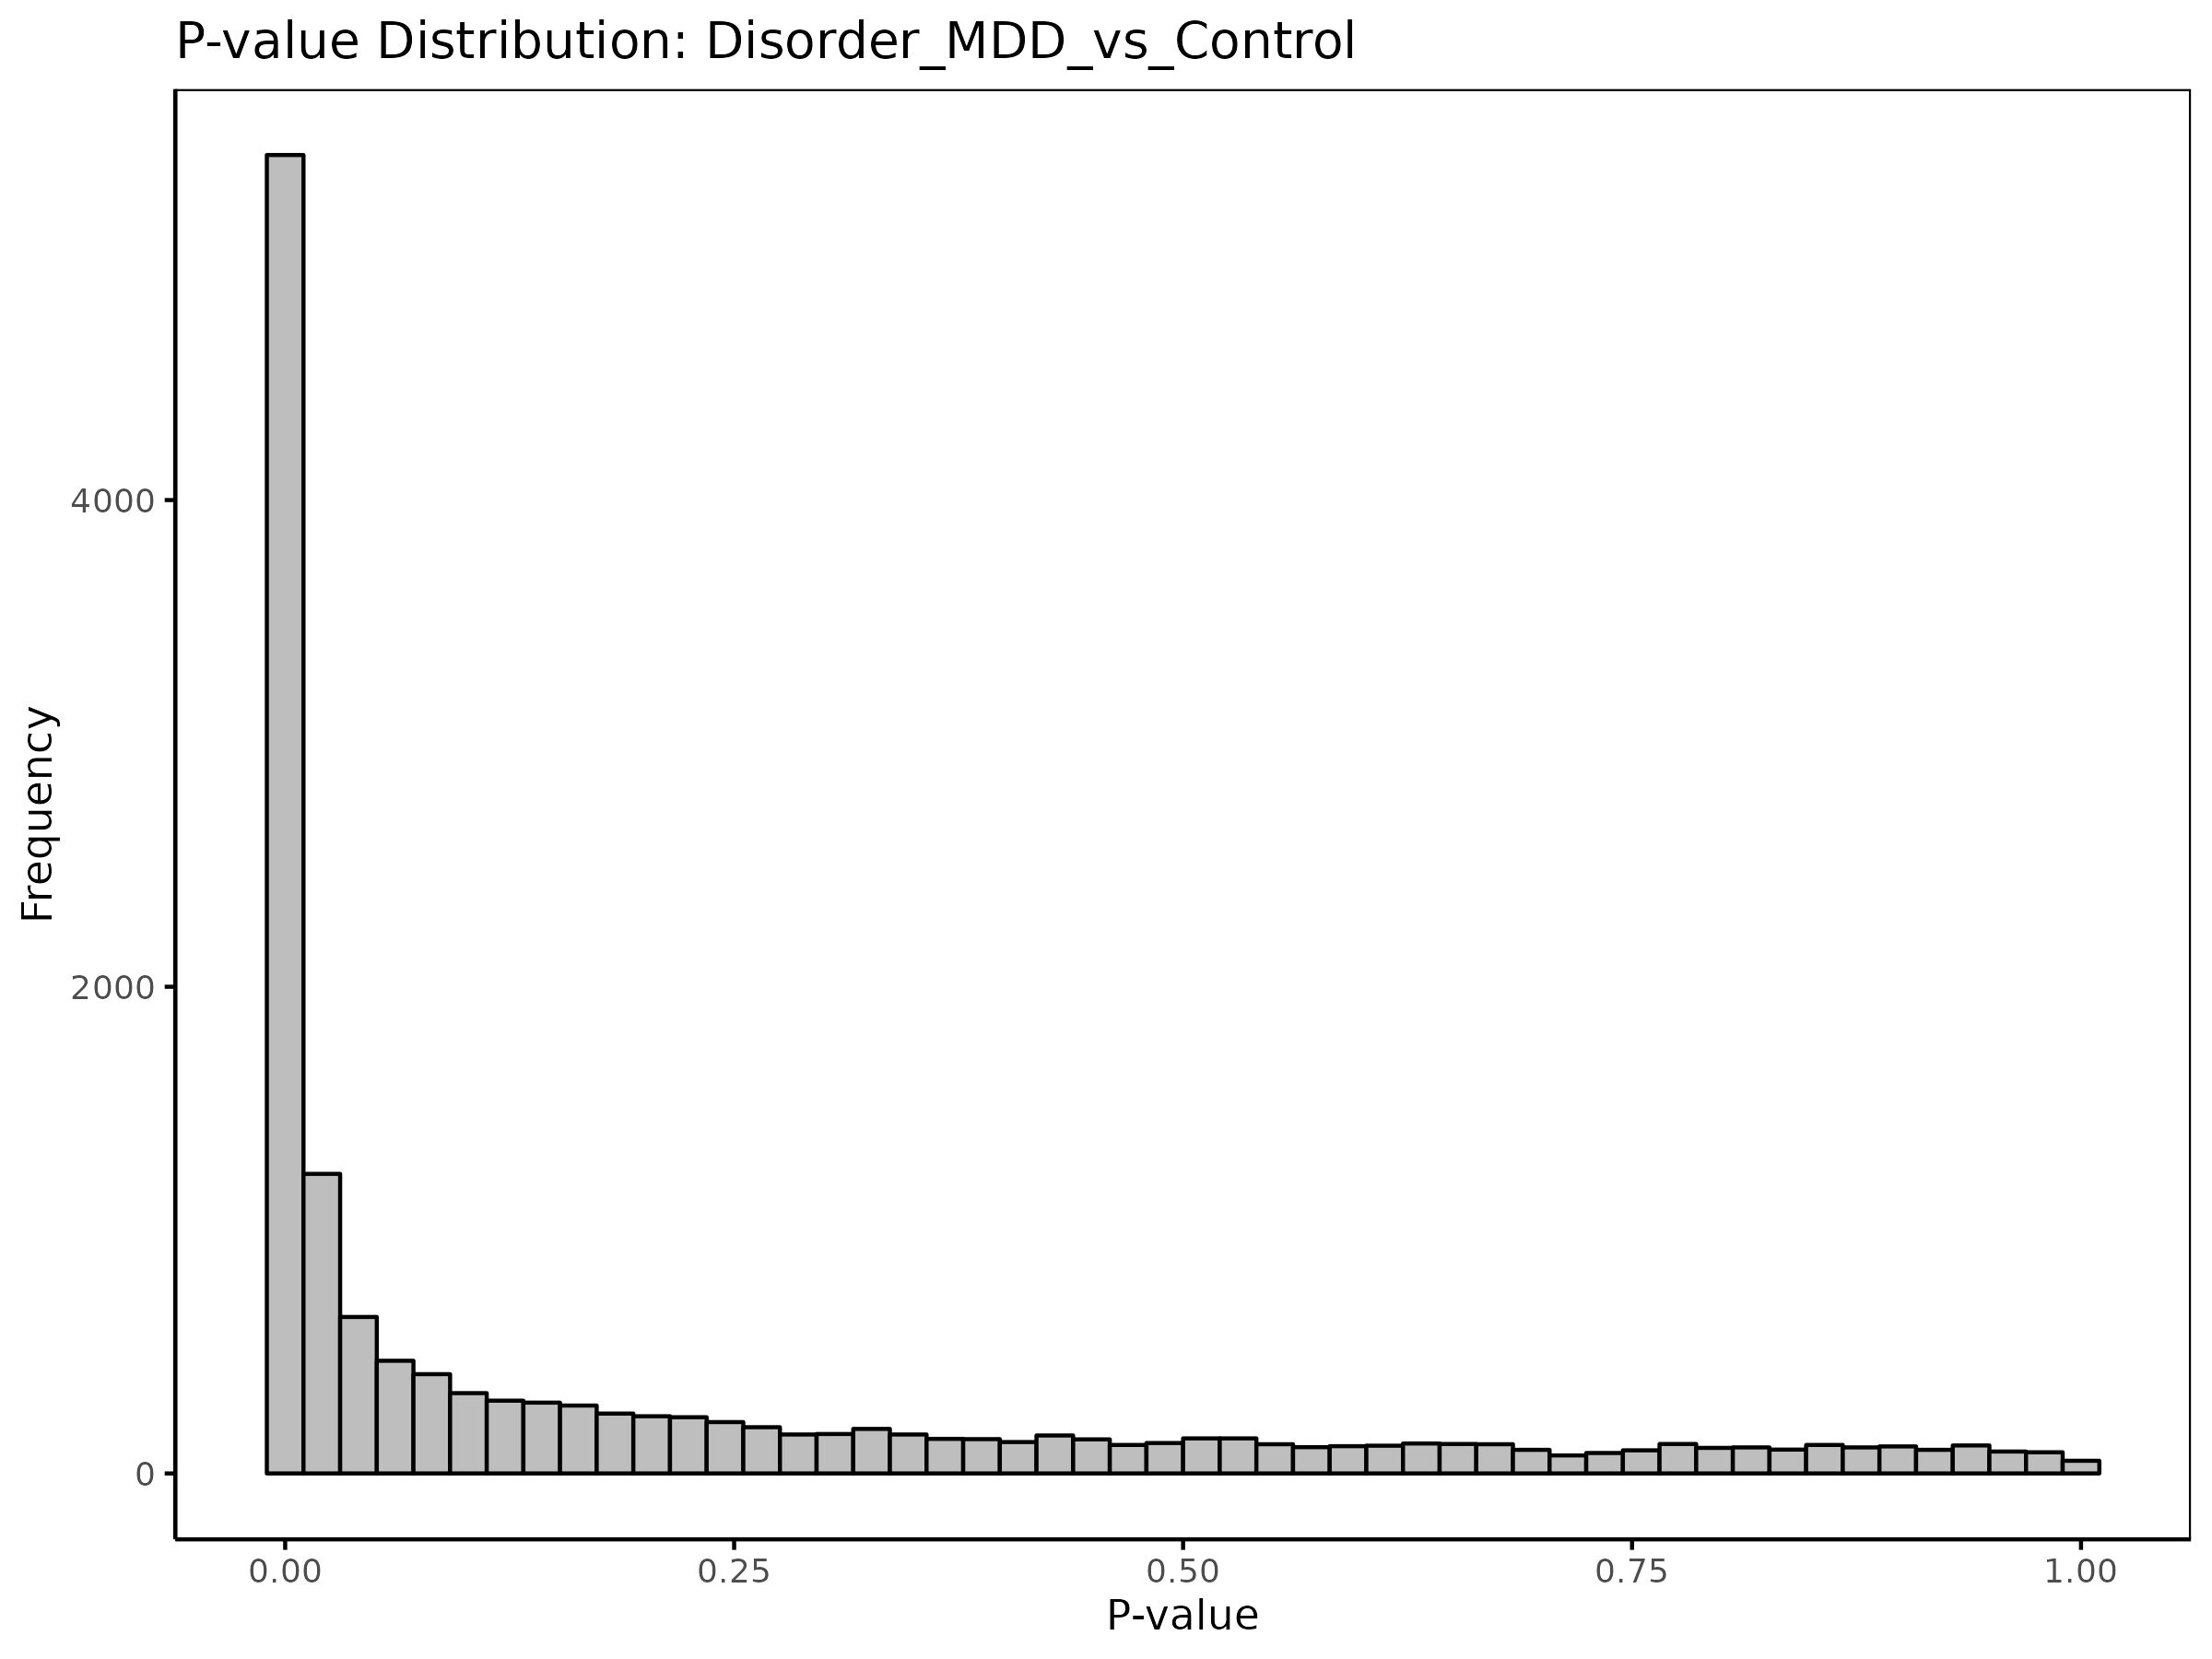 P-value Distribution: Disorder_MDD_vs_Control
Frequency
4000
2000
0
0.00 0.25 0.50 0.75 1.00
P-value